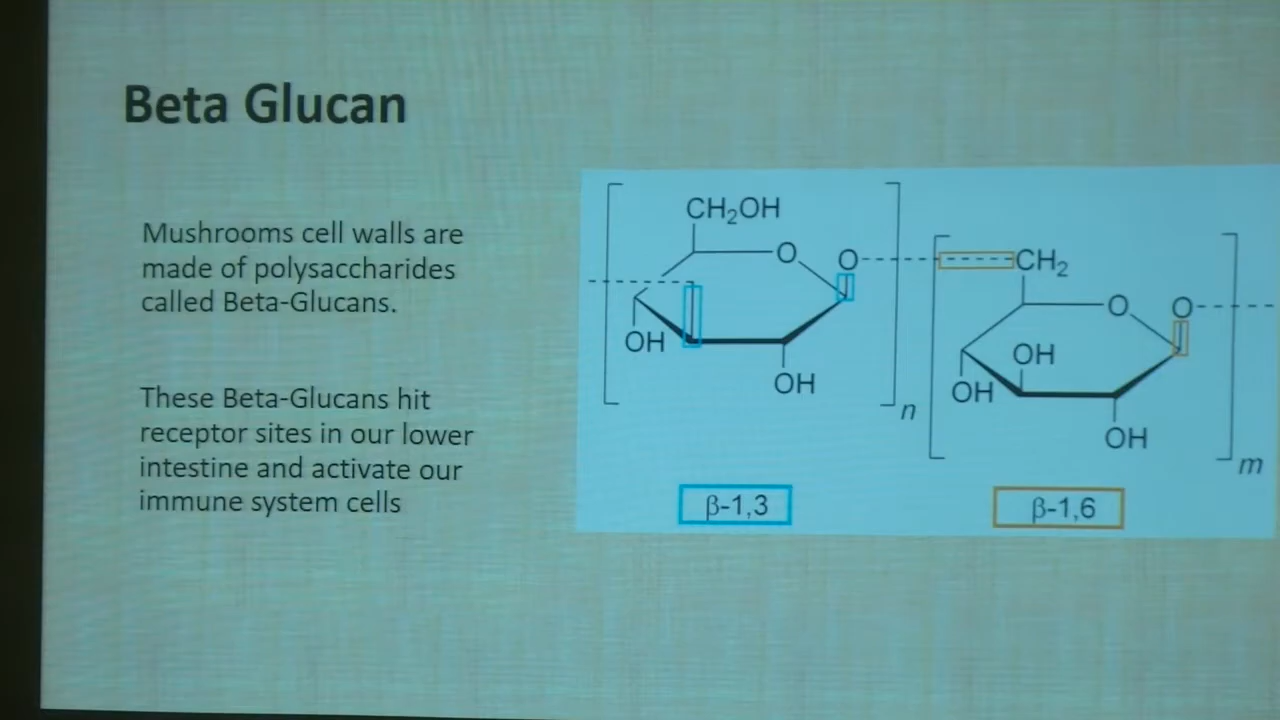 Beta Glucan
Mushrooms cell walls are
made of polysaccharides
called Beta-Glucans.
These Beta-Glucans hit
receptor sites in our lower
intestine and activate our
immune system cells
CH₂OH
O
O
OH
OH
n
CH₂
O
O
OH
OH
OH
m
β-1,3
β-1,6